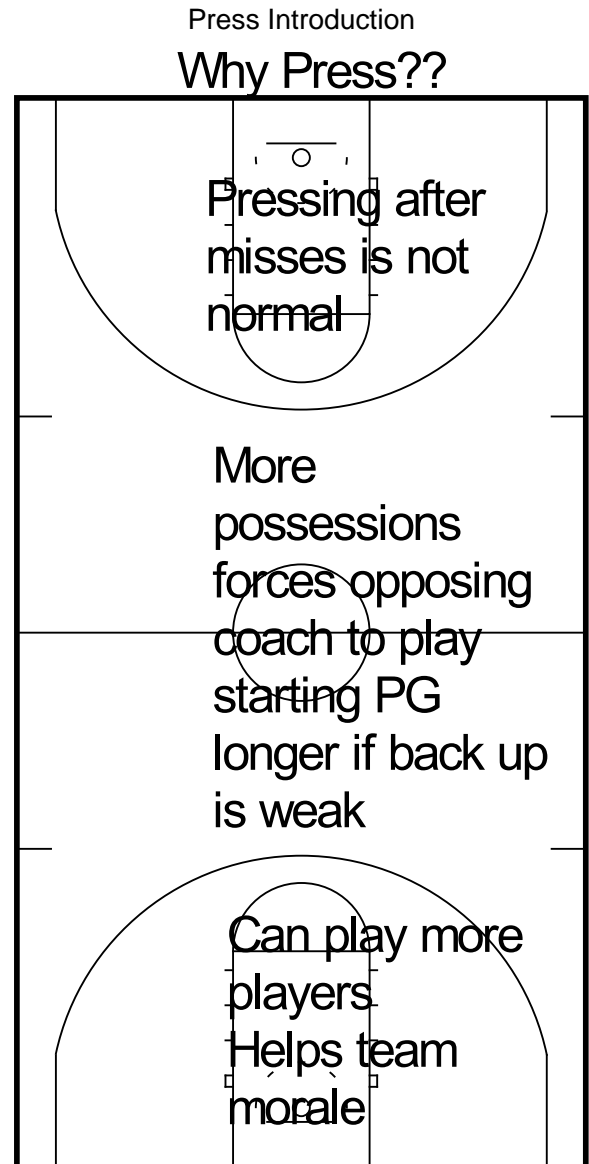 Press Introduction
Why Press??
Pressing after
misses is not
normal
More
possessions
forces opposing
coach to play
starting PG
longer if back up
is weak
Can play more
players
Helps team
morale